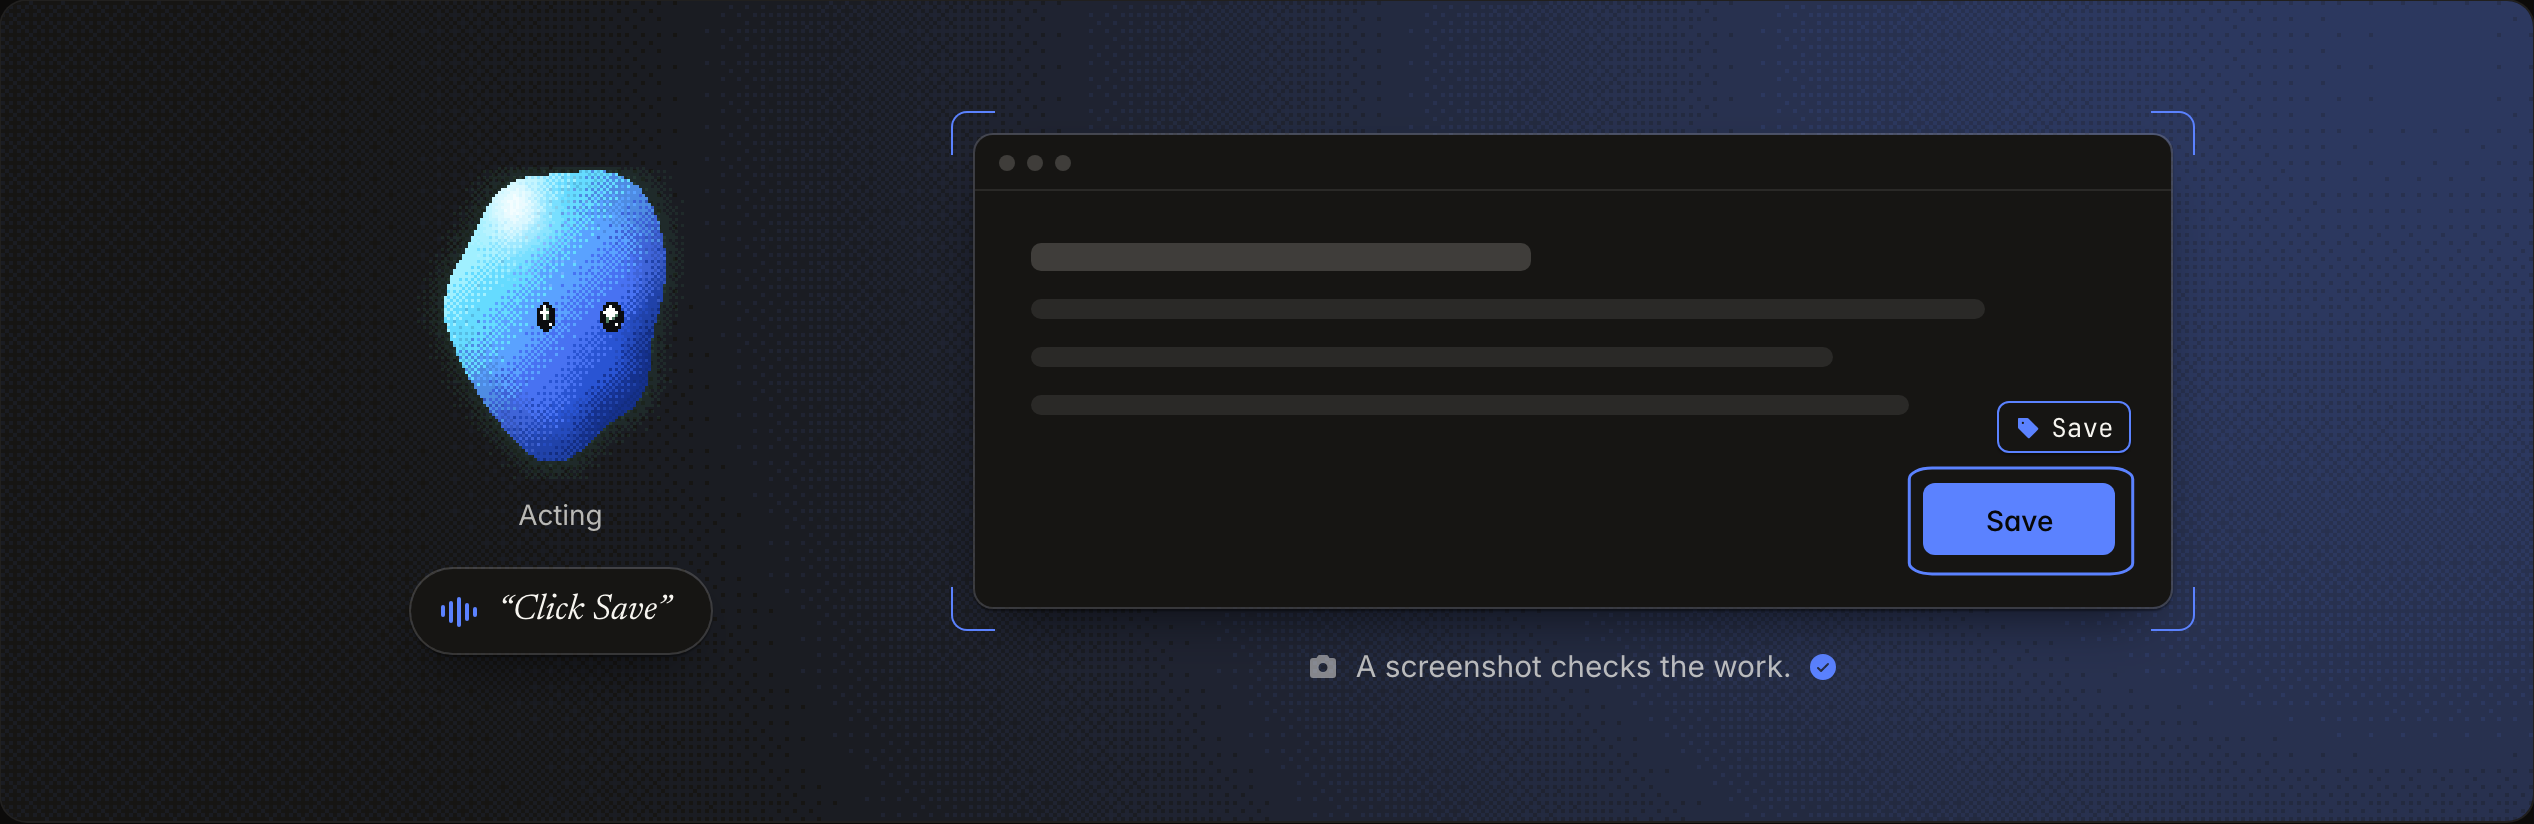 Acting
“Click Save”
Save
Save
A screenshot checks the work.